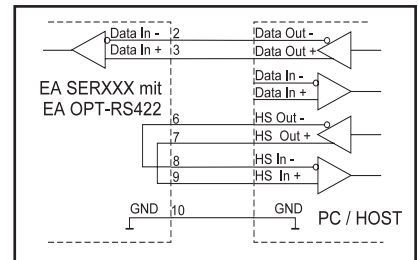 Data In - 2 Data Out -
Data In + 3 Data Out +
Data In -
Data In +
EA SERXXX mit
EA OPT-RS422
6 HS Out -
7 HS Out +
8 HS In -
9 HS In +
GND 10 GND
PC / HOST